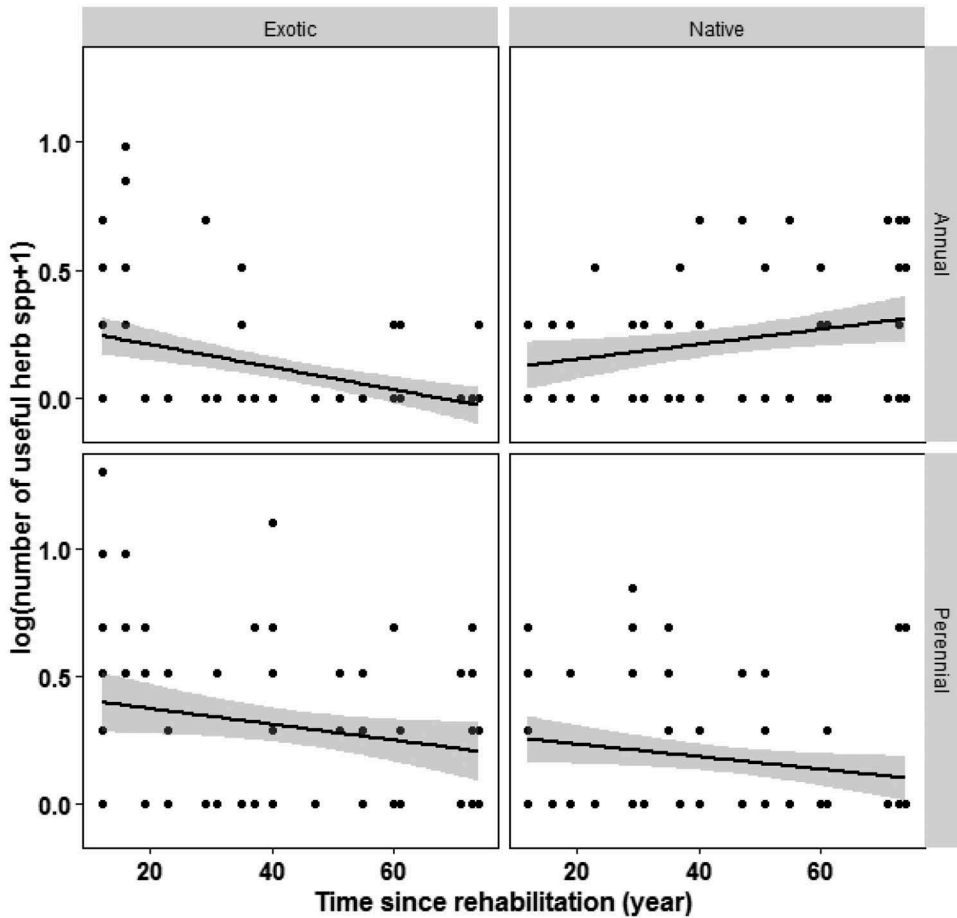 Exotic
Native
1.0
0.5
0.0
Annual
log(number of useful herb spp+1)
1.0
0.5
0.0
Perennial
20
40
60
20
40
60
Time since rehabilitation (year)